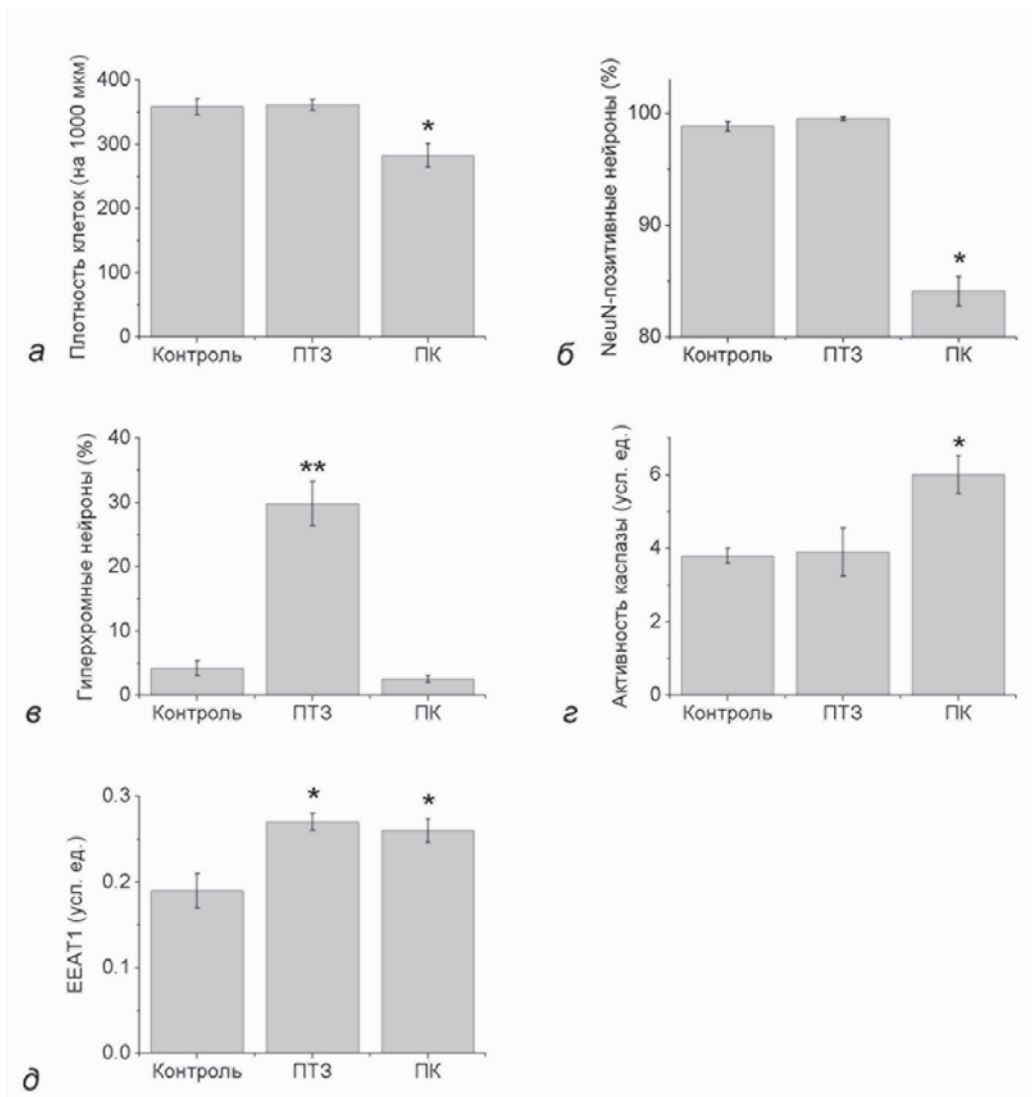 Плотность клеток (на 1000 мкм)
400
300
200
100
0
*
Контроль ПТЗ ПК
а
NeuN-позитивные нейроны (%)
100
90
80
*
Контроль ПТЗ ПК
б
Гиперхромные нейроны (%)
40
30
20
10
0
**
Контроль ПТЗ ПК
в
Активность каспазы (усл. ед.)
6
4
2
0
*
Контроль ПТЗ ПК
г
EEAT1 (усл. ед.)
0.3
0.2
0.1
0.0
* *
Контроль ПТЗ ПК
д